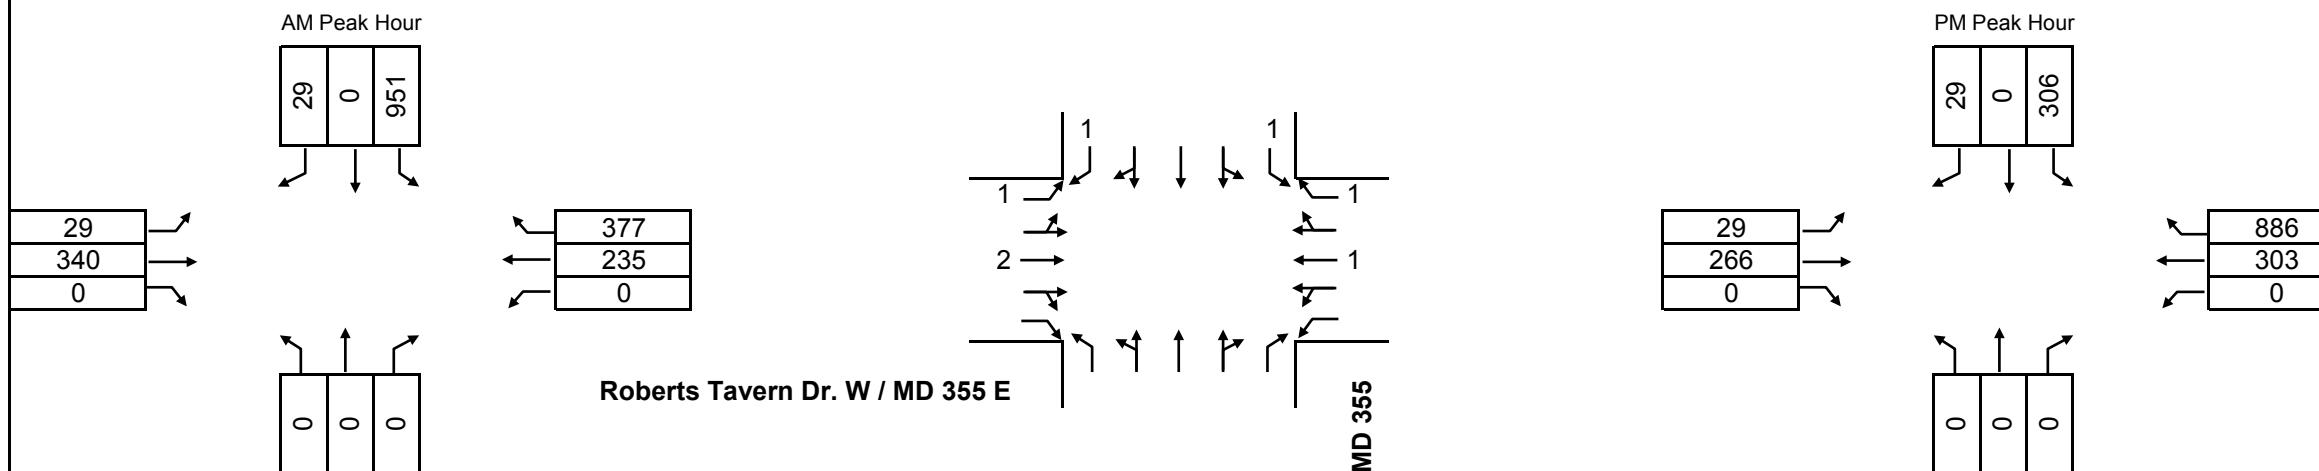 AM Peak Hour
PM Peak Hour
29 0 951
29 0 306
1 1
1 1
29 377
29 886
340 235
2 1
266 303
0 0
0 0
Roberts Tavern Dr. W / MD 355 E
MD 355
0 0 0
0 0 0